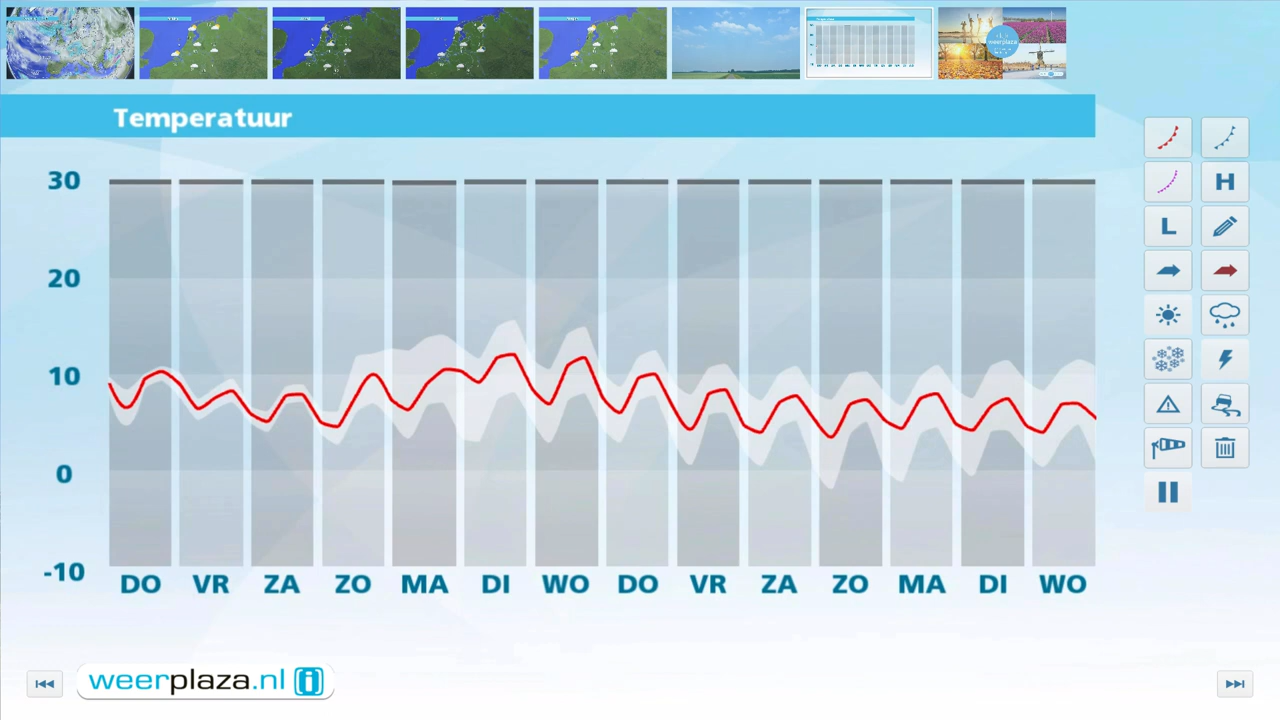 weerplaza
Temperatuur
30
20
10
0
-10
DO VR ZA ZO MA DI WO DO VR ZA ZO MA DI WO
H
L
weerplaza.nl i